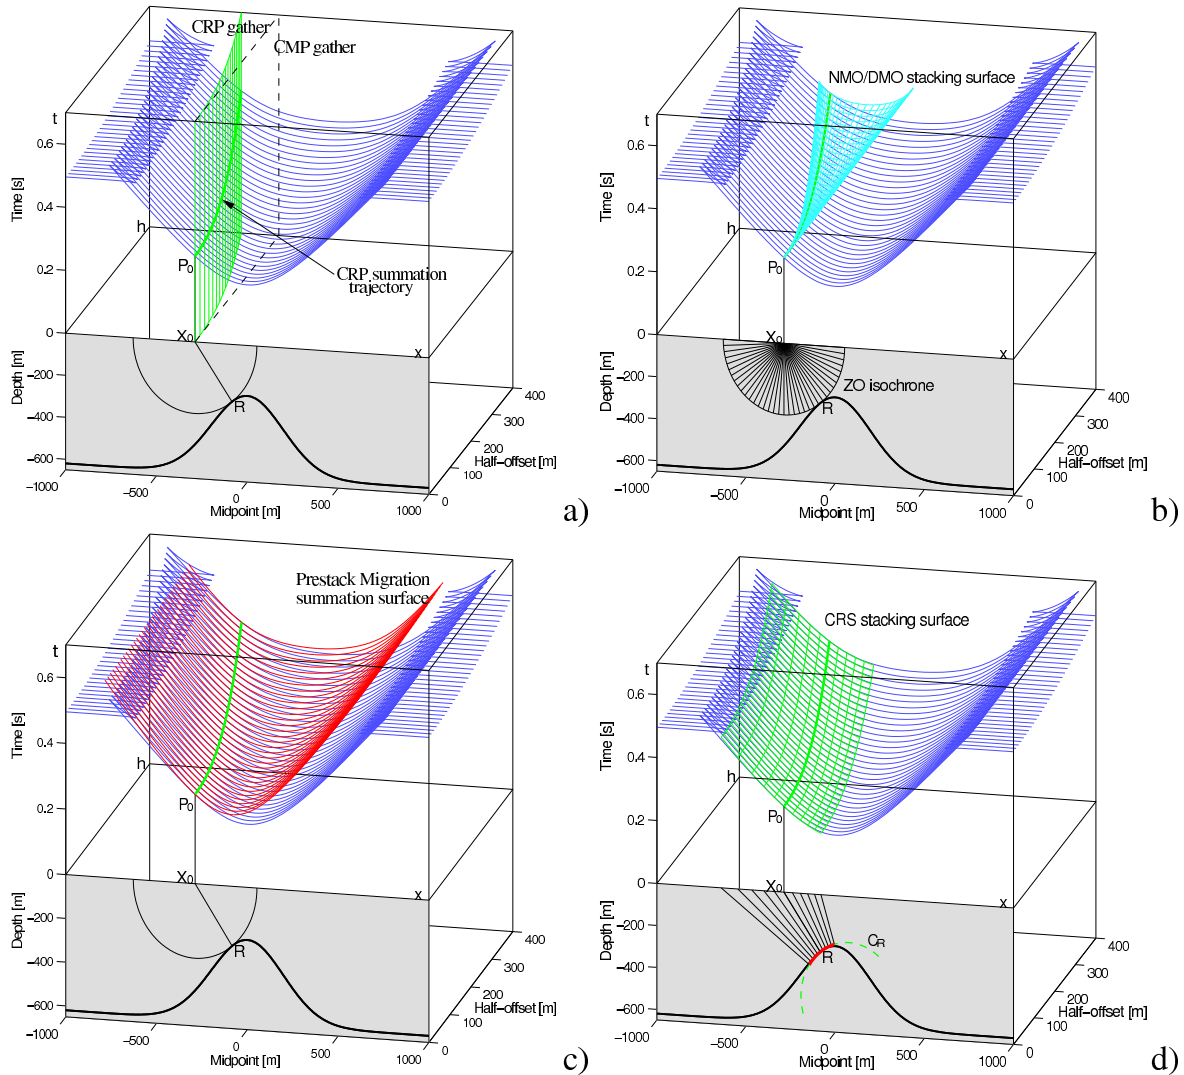 CRP gather
CMP gather
t
0.6
Time [s]
0.4
h
P0
0.2
CRP summation
trajectory
0
X0
x
Depth [m]
−200
−400
−600
R
400
300
200
100
0
Half−offset [m]
−1000
−500
0
500
1000
Midpoint [m]
a)
NMO/DMO stacking surface
t
0.6
Time [s]
0.4
h
P0
0.2
0
X0
x
Depth [m]
−200
−400
−600
ZO isochrone
R
400
300
200
100
0
Half−offset [m]
−1000
−500
0
500
1000
Midpoint [m]
b)
Prestack Migration
summation surface
t
0.6
Time [s]
0.4
h
P0
0.2
0
X0
x
Depth [m]
−200
−400
−600
R
400
300
200
100
0
Half−offset [m]
−1000
−500
0
500
1000
Midpoint [m]
c)
CRS stacking surface
t
0.6
Time [s]
0.4
h
P0
0.2
0
X0
x
Depth [m]
−200
−400
−600
CR
R
400
300
200
100
0
Half−offset [m]
−1000
−500
0
500
1000
Midpoint [m]
d)